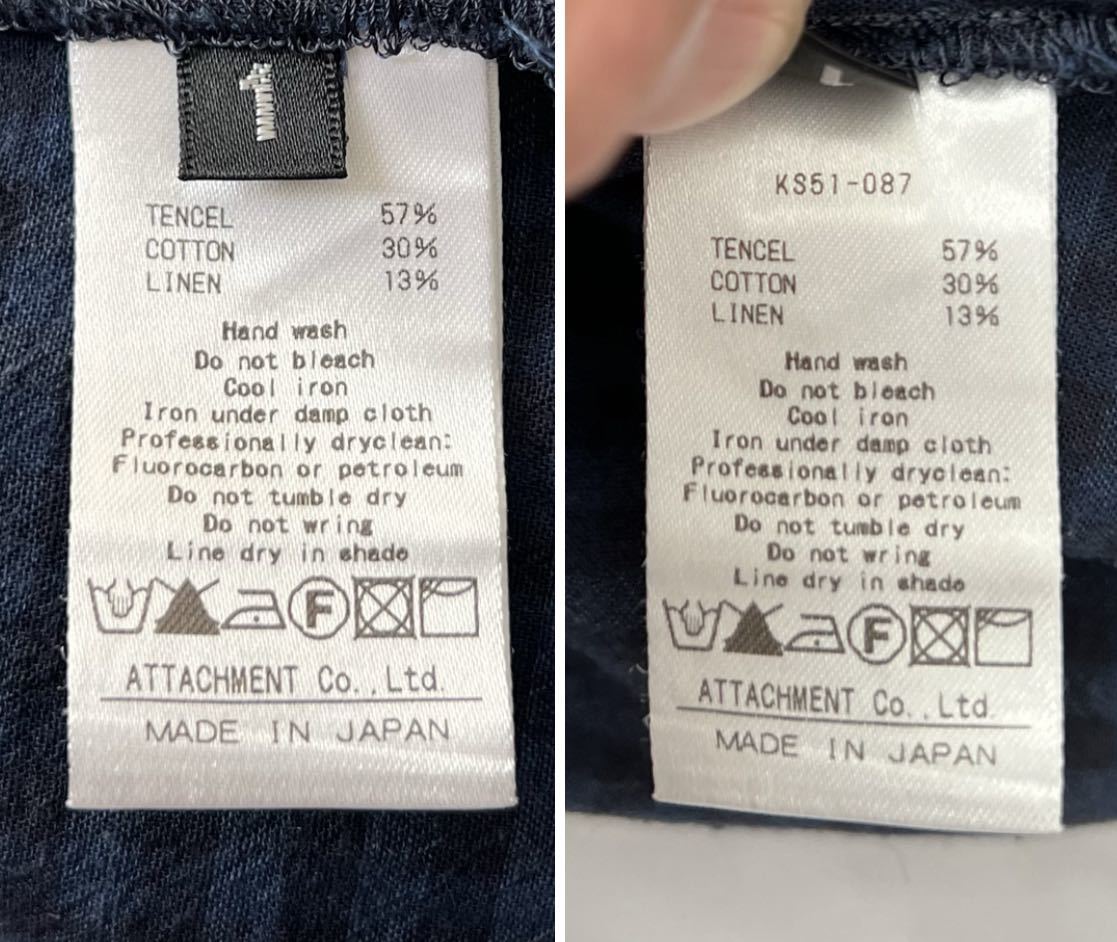 1
TENCEL 57%
COTTON 30%
LINEN 13%
Hand wash
Do not bleach
Cool iron
Iron under damp cloth
Professionally dryclean:
Fluorocarbon or petroleum
Do not tumble dry
Do not wring
Line dry in shade
F
ATTACHMENT Co.,Ltd.
MADE IN JAPAN
KS51-087
TENCEL 57%
COTTON 30%
LINEN 13%
Hand wash
Do not bleach
Cool iron
Iron under damp cloth
Professionally dryclean:
Fluorocarbon or petroleum
Do not tumble dry
Do not wring
Line dry in shade
F
ATTACHMENT Co.,Ltd.
MADE IN JAPAN